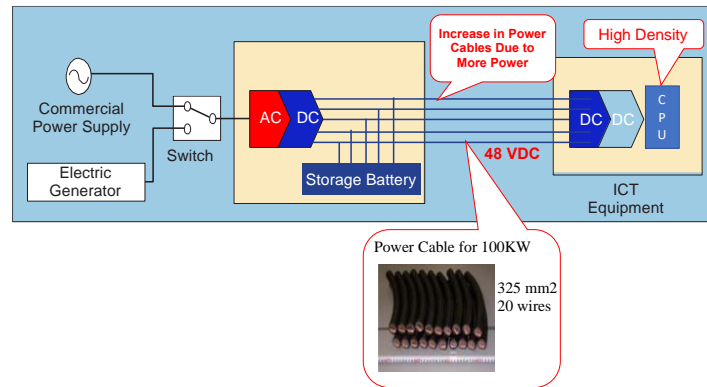 Increase in Power
Cables Due to
More Power
High Density
Commercial
Power Supply
Switch
Electric
Generator
AC
DC
Storage Battery
48 VDC
DC
DC
C
P
U
ICT
Equipment
Power Cable for 100KW
325 mm2
20 wires